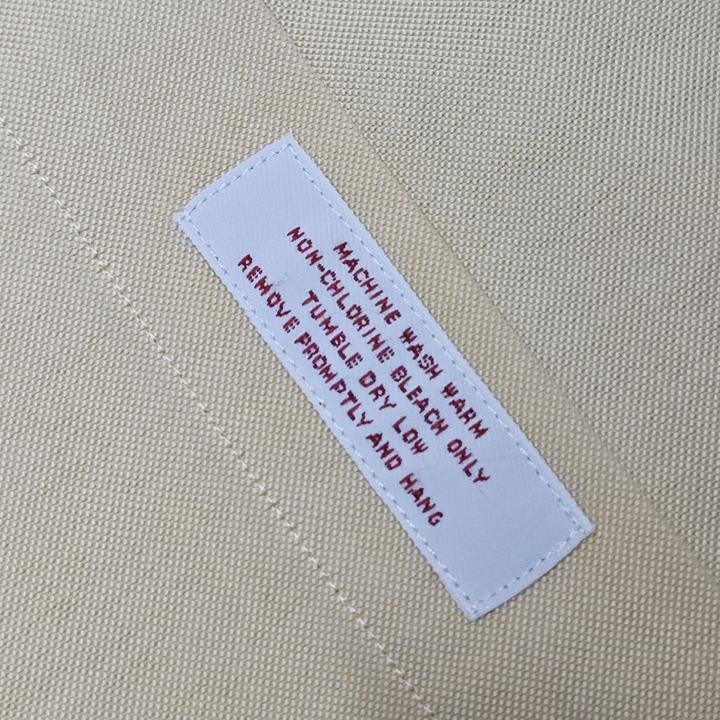 MACHINE WASH WARM
NON-CHLORINE BLEACH ONLY
TUMBLE DRY LOW
REMOVE PROMPTLY AND HANG